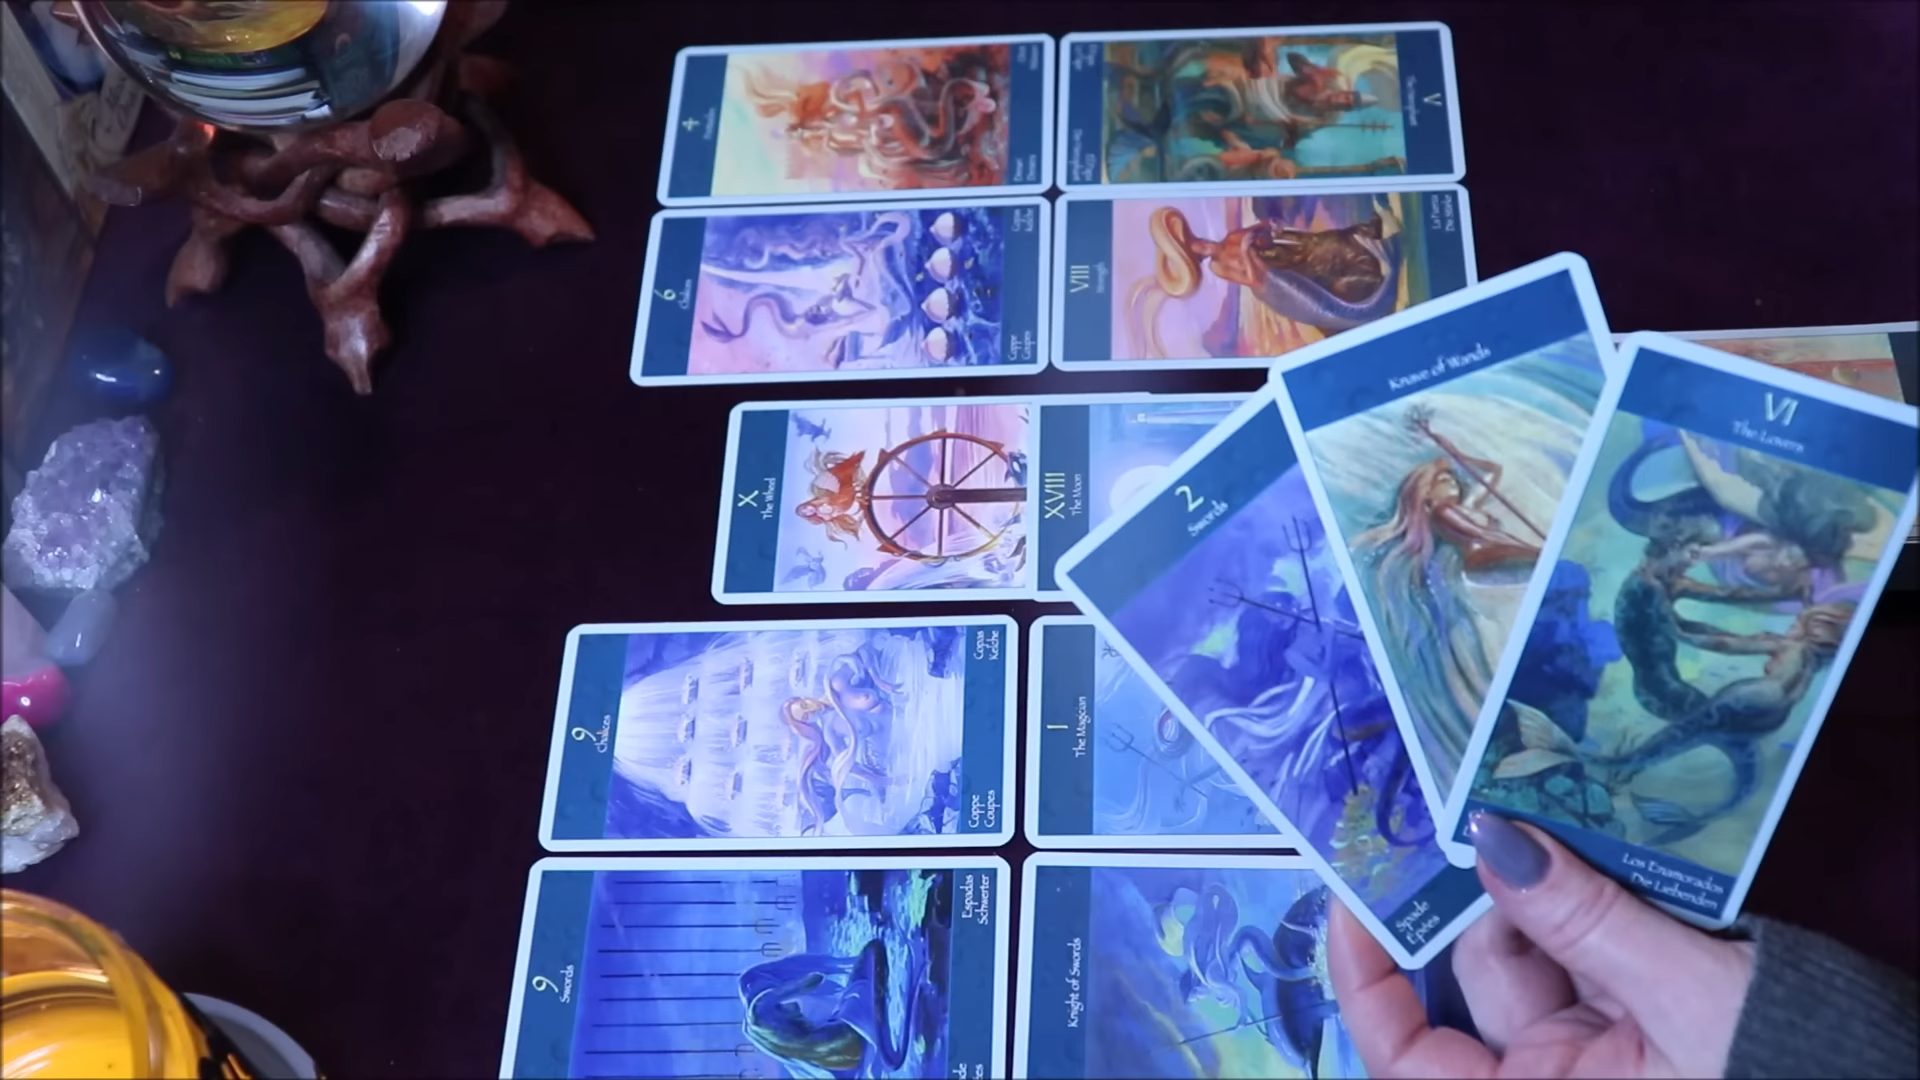 4
V
6
Chalices
Coppe
Coupes
VIII
Strength
La Fuerza
Die Stärke
X
The Wheel
XVIII
The Moon
2
Swords
Spade
Epées
Knave of Wands
VI
The Lovers
Los Enamorados
Die Liebenden
9
Chalices
Copas
Kelche
Coppe
Coupes
I
The Magician
9
Swords
Espadas
Schwerter
Knight of Swords